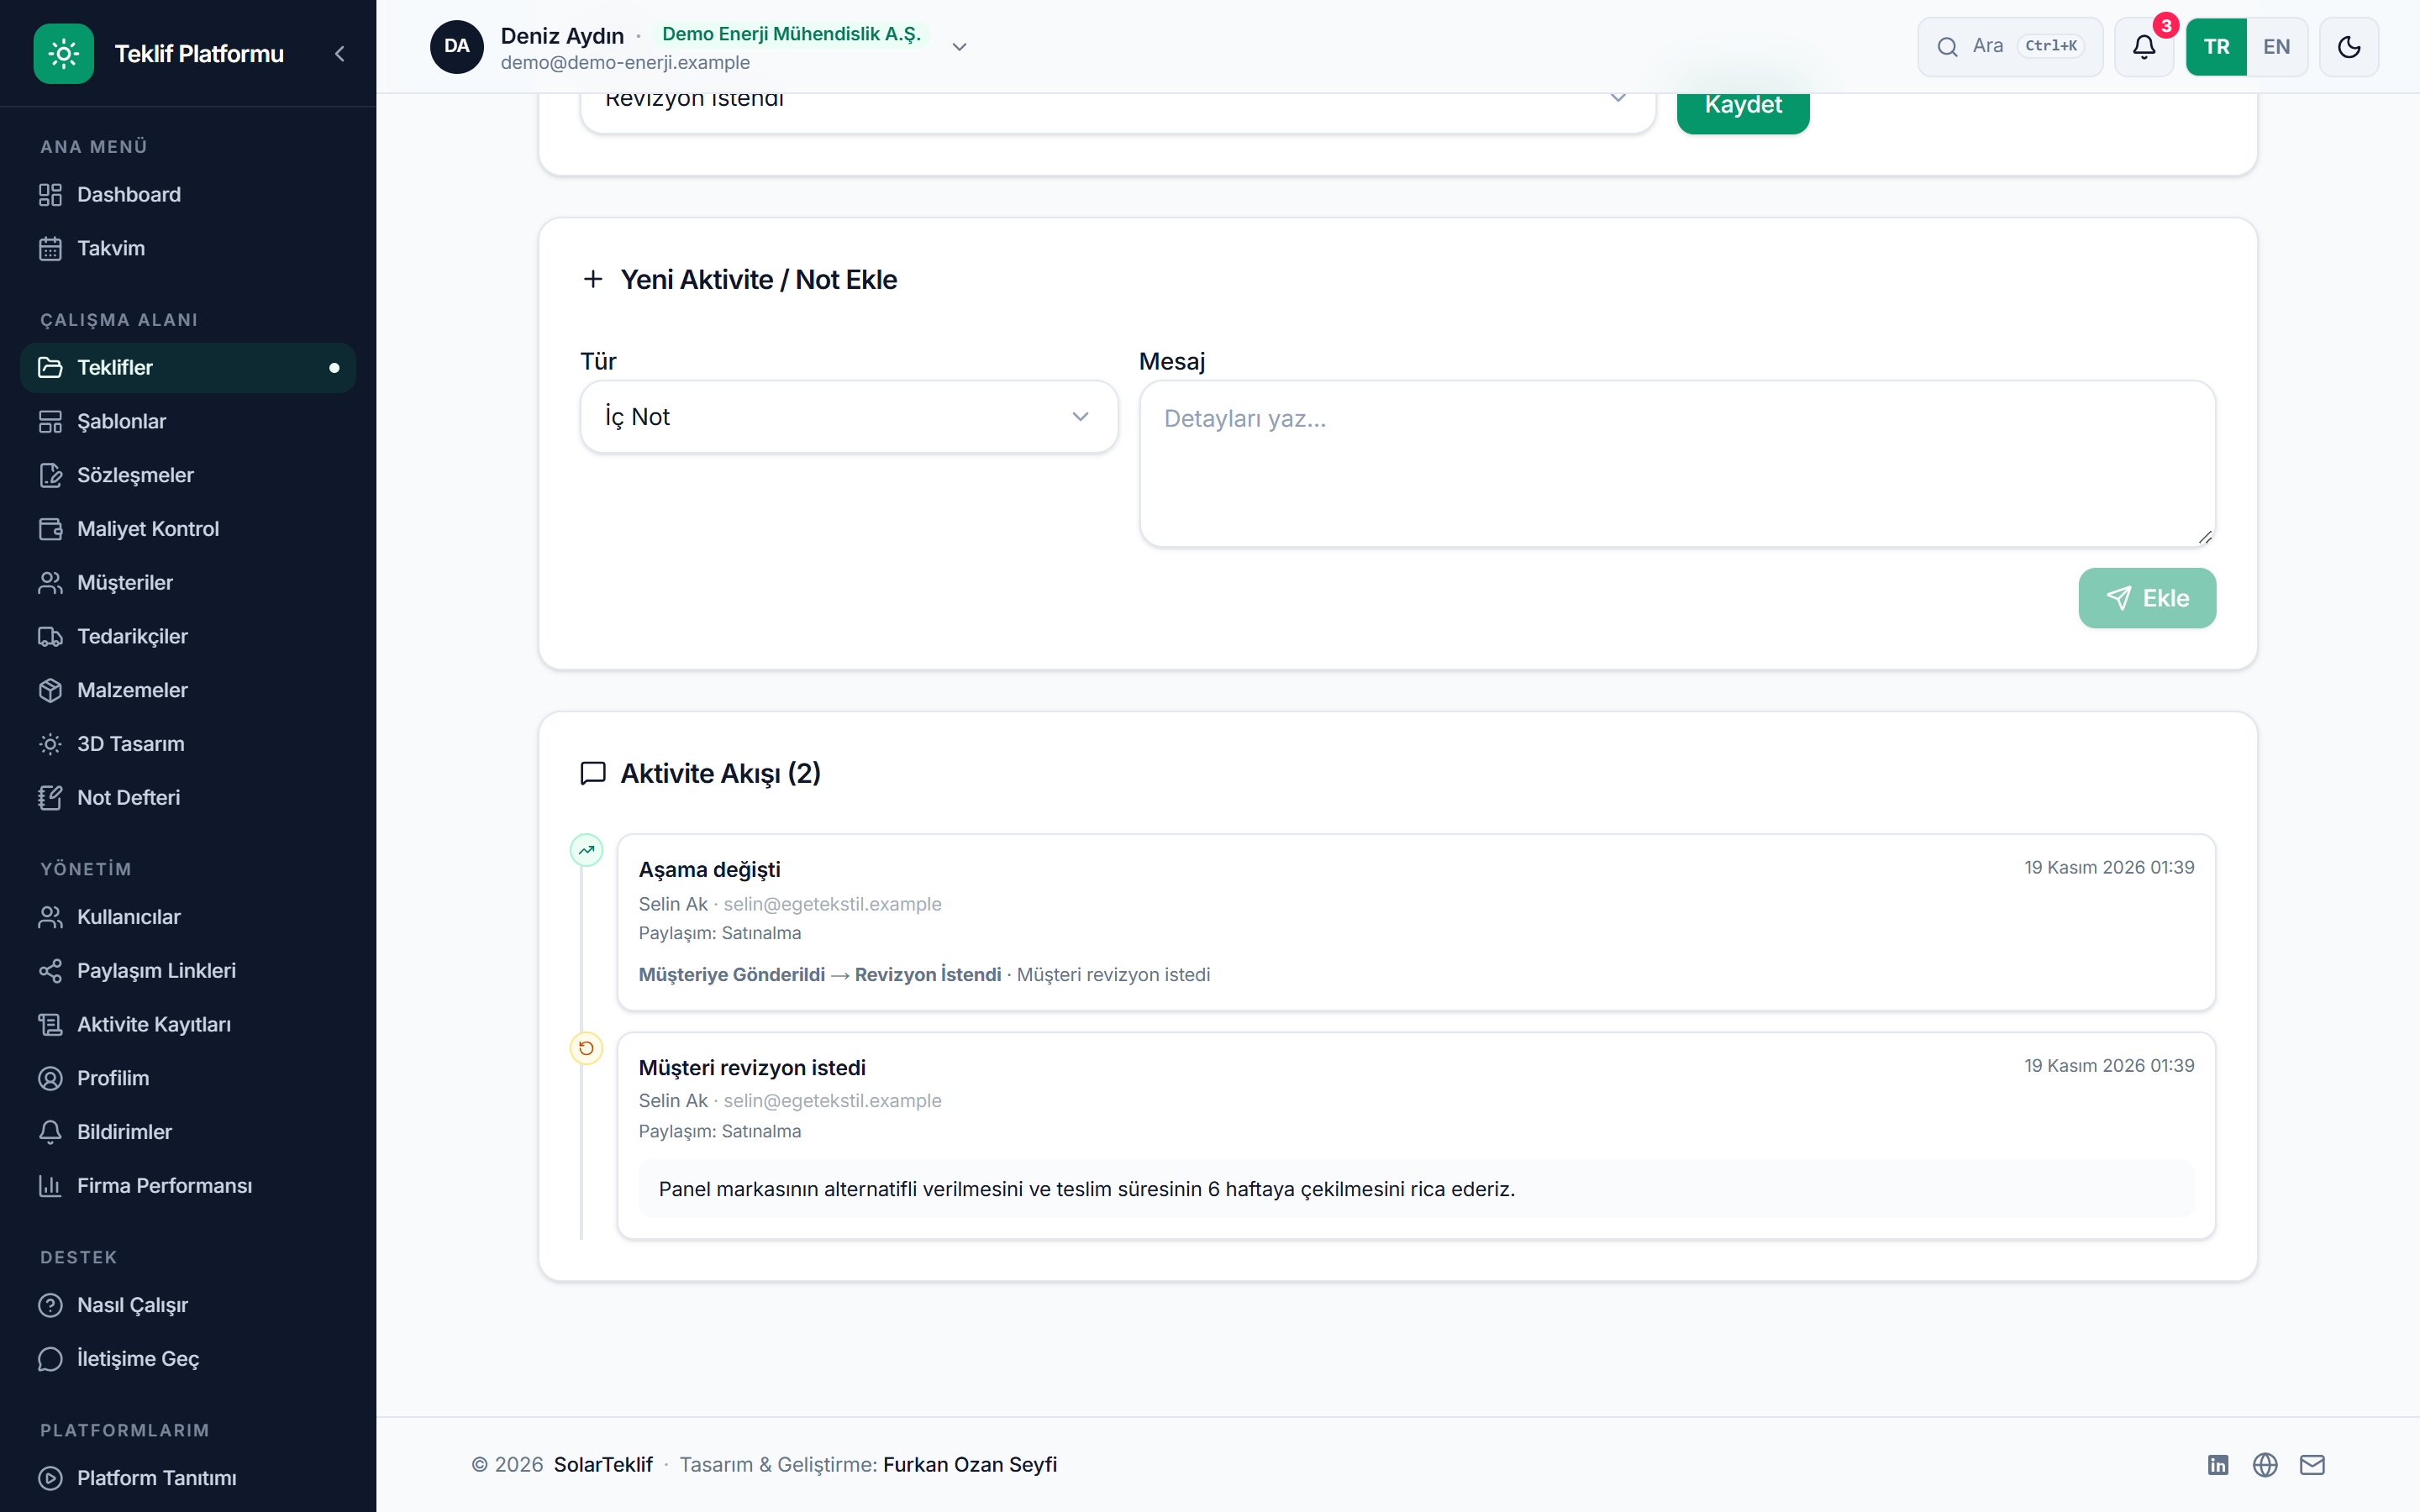 Teklif Platformu
ANA MENÜ
Dashboard
Takvim
ÇALIŞMA ALANI
Teklifler
Şablonlar
Sözleşmeler
Maliyet Kontrol
Müşteriler
Tedarikçiler
Malzemeler
3D Tasarım
Not Defteri
YÖNETİM
Kullanıcılar
Paylaşım Linkleri
Aktivite Kayıtları
Profilim
Bildirimler
Firma Performansı
DESTEK
Nasıl Çalışır
İletişime Geç
PLATFORMLARIM
Platform Tanıtımı
DA
Deniz Aydın · Demo Enerji Mühendislik A.Ş.
demo@demo-enerji.example
Ara Ctrl+K
3
TR EN
Revizyon İstendi
Kaydet
Yeni Aktivite / Not Ekle
Tür
İç Not
Mesaj
Detayları yaz...
Ekle
Aktivite Akışı (2)
Aşama değişti
19 Kasım 2026 01:39
Selin Ak · selin@egetekstil.example
Paylaşım: Satınalma
Müşteriye Gönderildi → Revizyon İstendi · Müşteri revizyon istedi
Müşteri revizyon istedi
19 Kasım 2026 01:39
Selin Ak · selin@egetekstil.example
Paylaşım: Satınalma
Panel markasının alternatifli verilmesini ve teslim süresinin 6 haftaya çekilmesini rica ederiz.
© 2026 SolarTeklif · Tasarım & Geliştirme: Furkan Ozan Seyfi